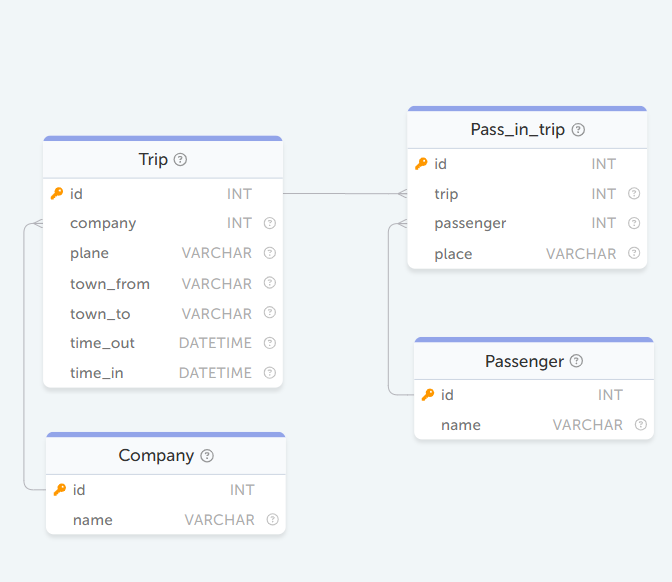 Trip
id INT
company INT
plane VARCHAR
town_from VARCHAR
town_to VARCHAR
time_out DATETIME
time_in DATETIME
Pass_in_trip
id INT
trip INT
passenger INT
place VARCHAR
Company
id INT
name VARCHAR
Passenger
id INT
name VARCHAR